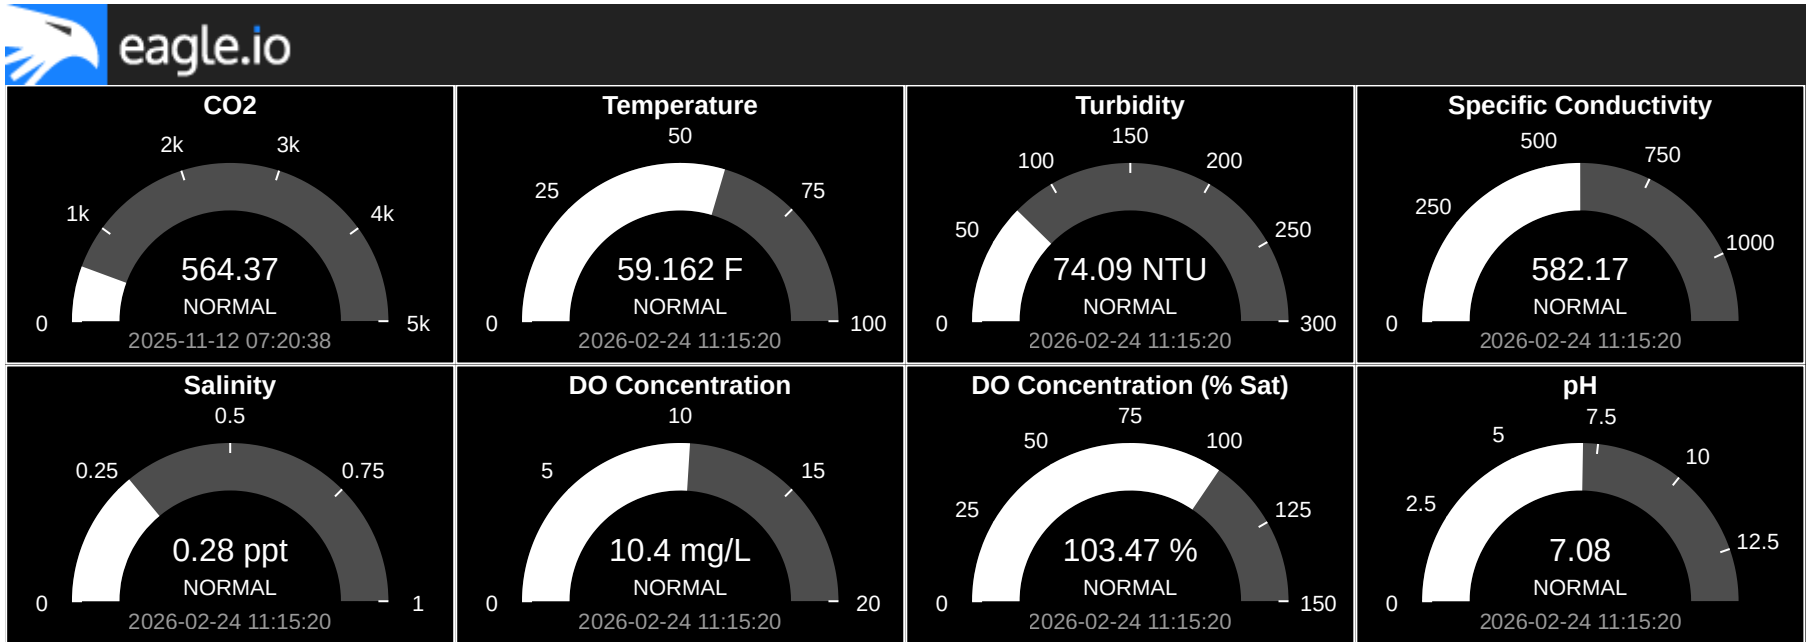 eagle.io
CO2
2k
3k
1k
4k
564.37
NORMAL
0
5k
2025-11-12 07:20:38
Temperature
50
25
75
59.162 F
NORMAL
0
100
2026-02-24 11:15:20
Turbidity
150
100
200
50
250
74.09 NTU
NORMAL
0
300
2026-02-24 11:15:20
Specific Conductivity
500
750
250
1000
582.17
NORMAL
0
2026-02-24 11:15:20
Salinity
0.5
0.25
0.75
0.28 ppt
NORMAL
0
1
2026-02-24 11:15:20
DO Concentration
10
5
15
10.4 mg/L
NORMAL
0
20
2026-02-24 11:15:20
DO Concentration (% Sat)
75
50
100
25
125
103.47 %
NORMAL
0
150
2026-02-24 11:15:20
pH
7.5
5
10
2.5
12.5
7.08
NORMAL
0
2026-02-24 11:15:20